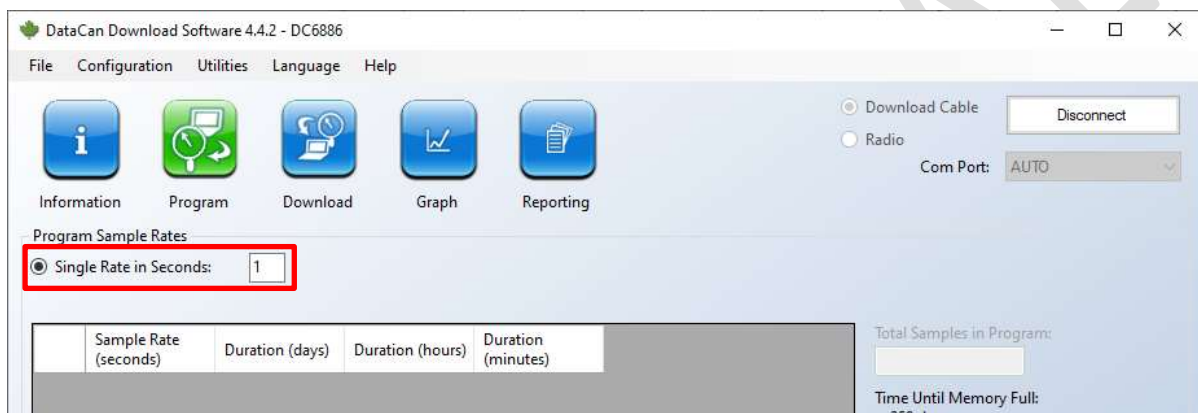 DataCan Download Software 4.4.2 - DC6886
File Configuration Utilities Language Help
Download Cable
Disconnect
Radio
Com Port: AUTO
Information Program Download Graph Reporting
Program Sample Rates
Single Rate in Seconds: 1
Sample Rate (seconds) Duration (days) Duration (hours) Duration (minutes)
Total Samples in Program:
Time Until Memory Full: